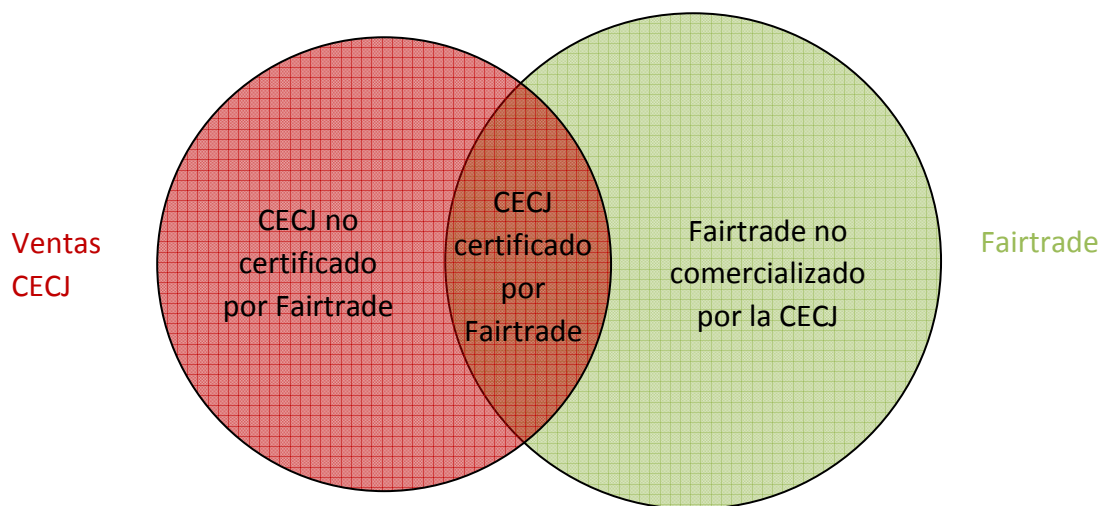 Ventas
CECJ
CECJ no
certificado
por Fairtrade
CECJ
certificado
por
Fairtrade
Fairtrade no
comercializado
por la CECJ
Fairtrade